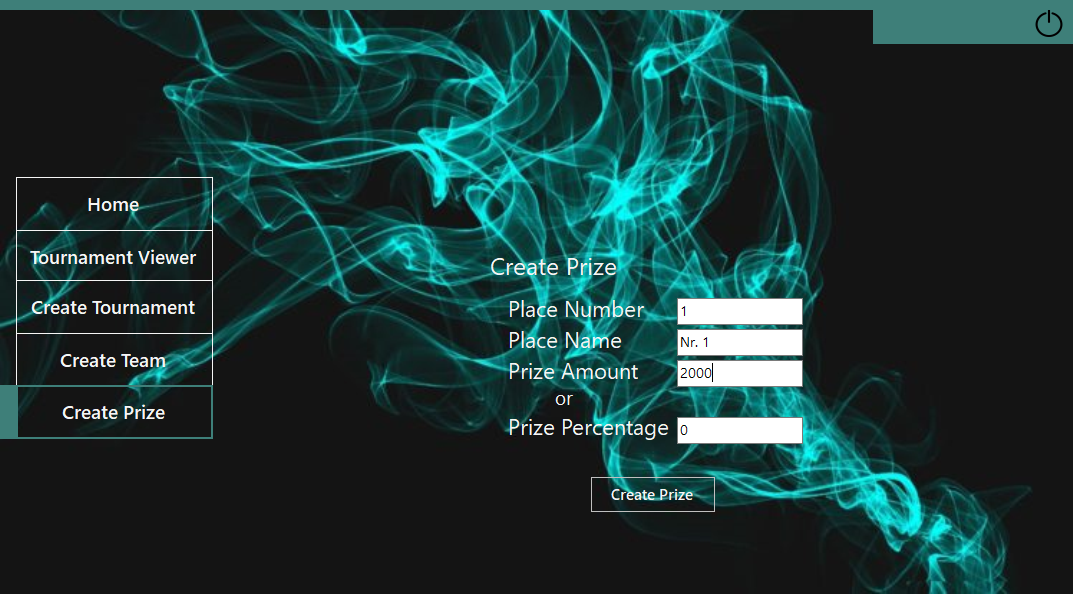 Home
Tournament Viewer
Create Tournament
Create Team
Create Prize
Create Prize
Place Number 1
Place Name Nr. 1
Prize Amount 2000
or
Prize Percentage 0
Create Prize